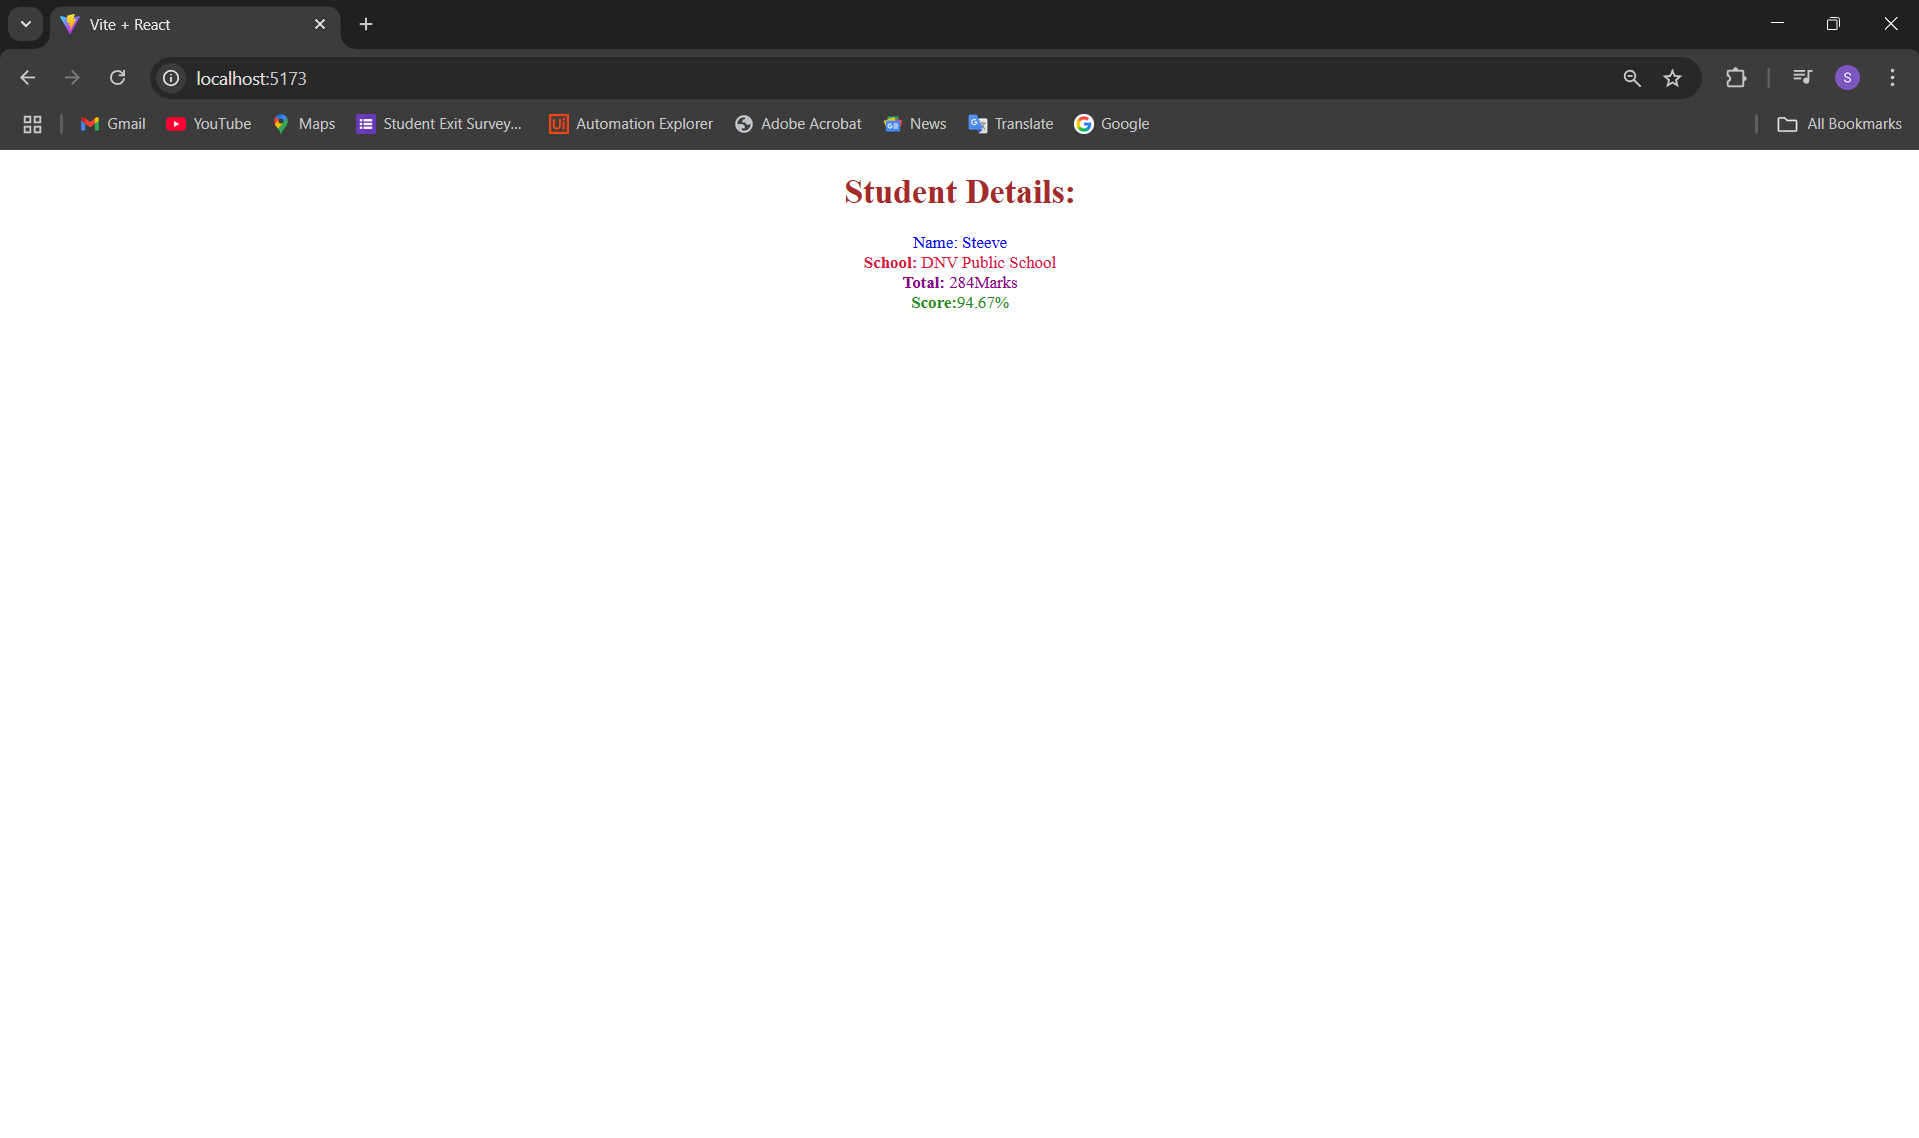 Vite + React
localhost:5173
S
Gmail
YouTube
Maps
Student Exit Survey...
Ui Automation Explorer
Adobe Acrobat
News
Translate
Google
All Bookmarks
Student Details:
Name: Steeve
School: DNV Public School
Total: 284Marks
Score:94.67%